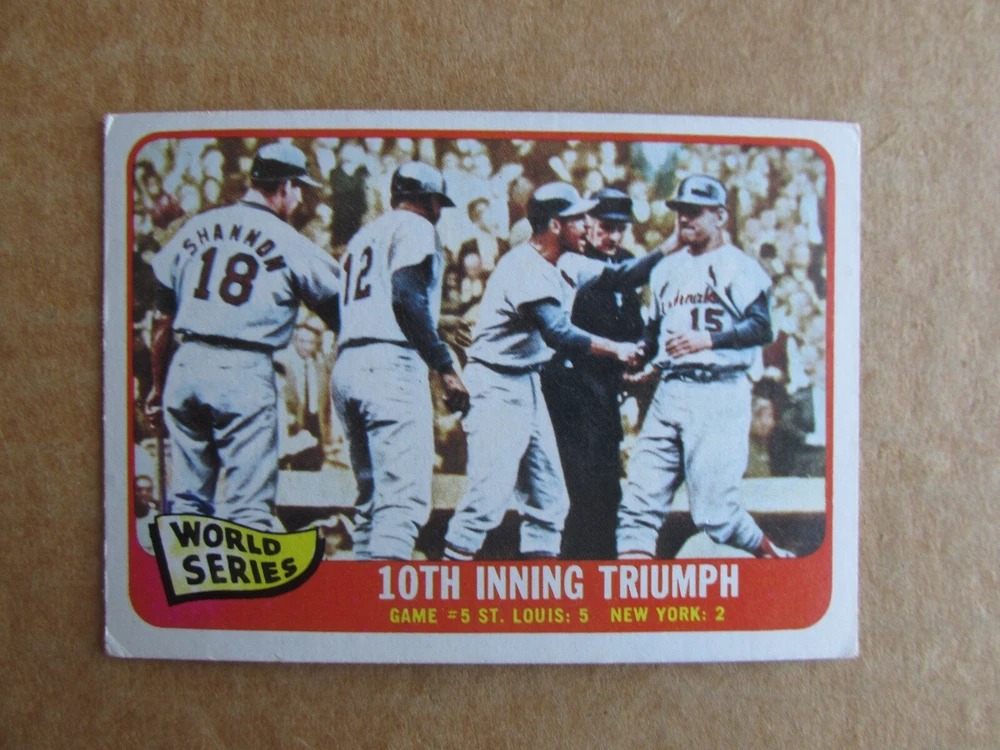 SHANNON
18
12
15
WORLD
SERIES
10TH INNING TRIUMPH
GAME #5 ST. LOUIS: 5 NEW YORK: 2